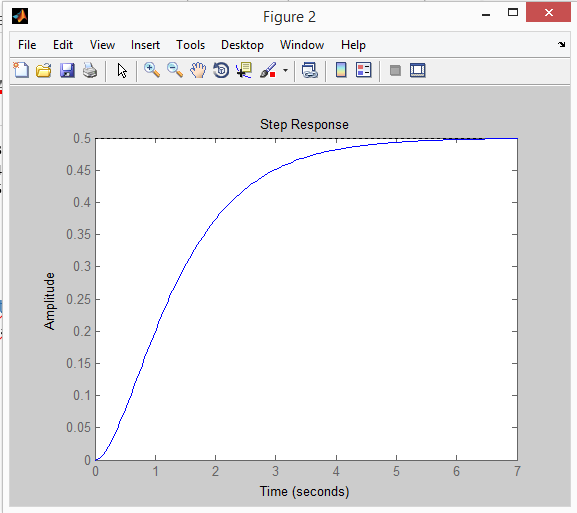 Figure 2
File Edit View Insert Tools Desktop Window Help
Step Response
0.5
0.45
0.4
0.35
0.3
0.25
0.2
0.15
0.1
0.05
0
Amplitude
0 1 2 3 4 5 6 7
Time (seconds)